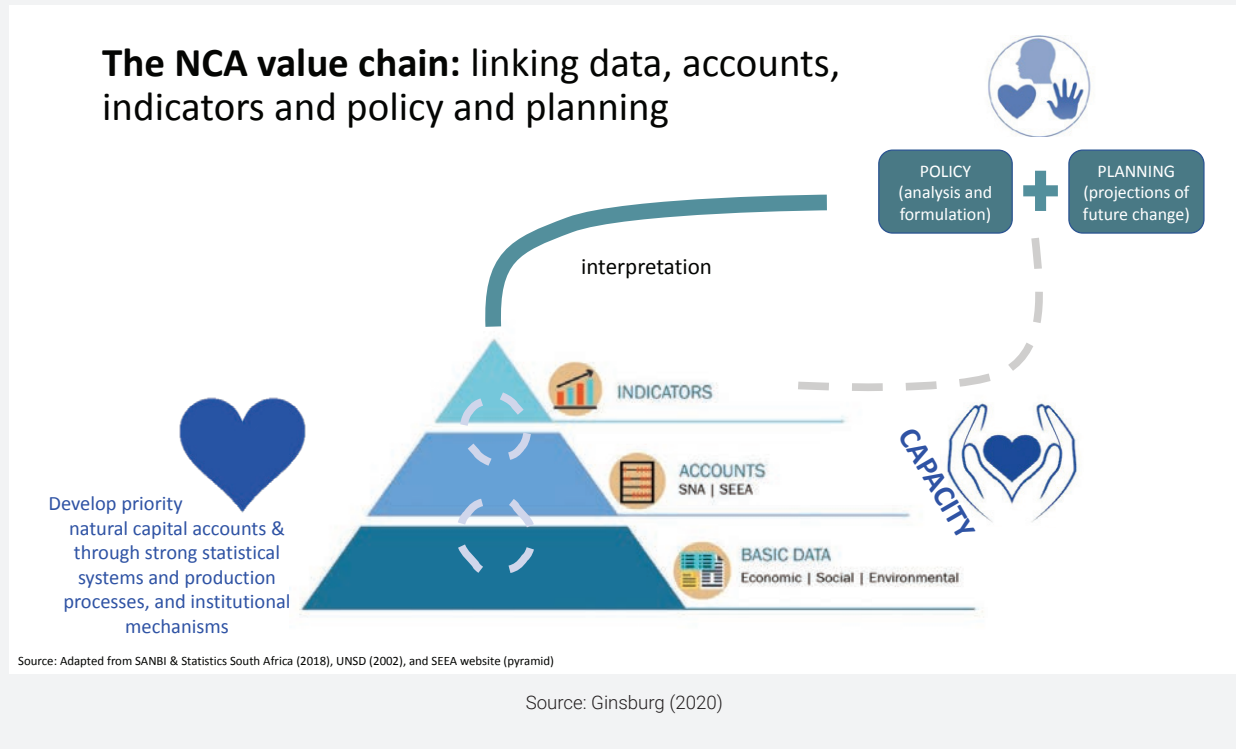 The NCA value chain: linking data, accounts,
indicators and policy and planning
POLICY
(analysis and
formulation)
PLANNING
(projections of
future change)
interpretation
INDICATORS
ACCOUNTS
SNA | SEEA
CAPACITY
BASIC DATA
Economic | Social | Environmental
Develop priority
natural capital accounts &
through strong statistical
systems and production
processes, and institutional
mechanisms
Source: Adapted from SANBI & Statistics South Africa (2018), UNSD (2002), and SEEA website (pyramid)
Source: Ginsburg (2020)